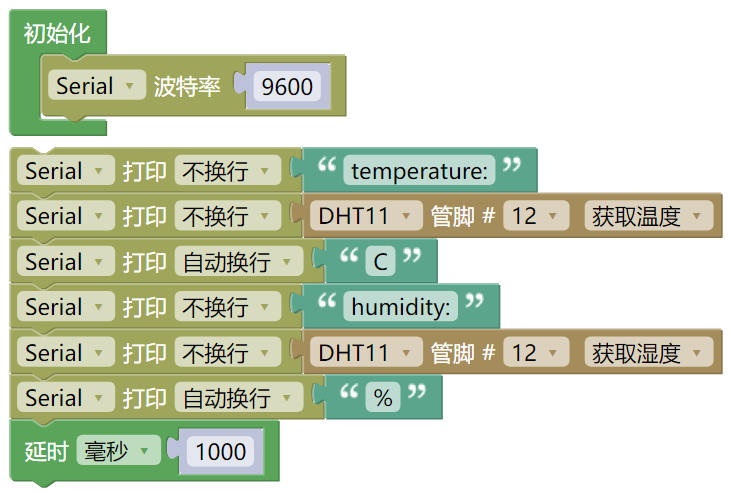 初始化
Serial 波特率 9600
Serial 打印 不换行 “ temperature: ”
Serial 打印 不换行 DHT11 管脚 # 12 获取温度
Serial 打印 自动换行 “ C ”
Serial 打印 不换行 “ humidity: ”
Serial 打印 不换行 DHT11 管脚 # 12 获取湿度
Serial 打印 自动换行 “ % ”
延时 毫秒 1000